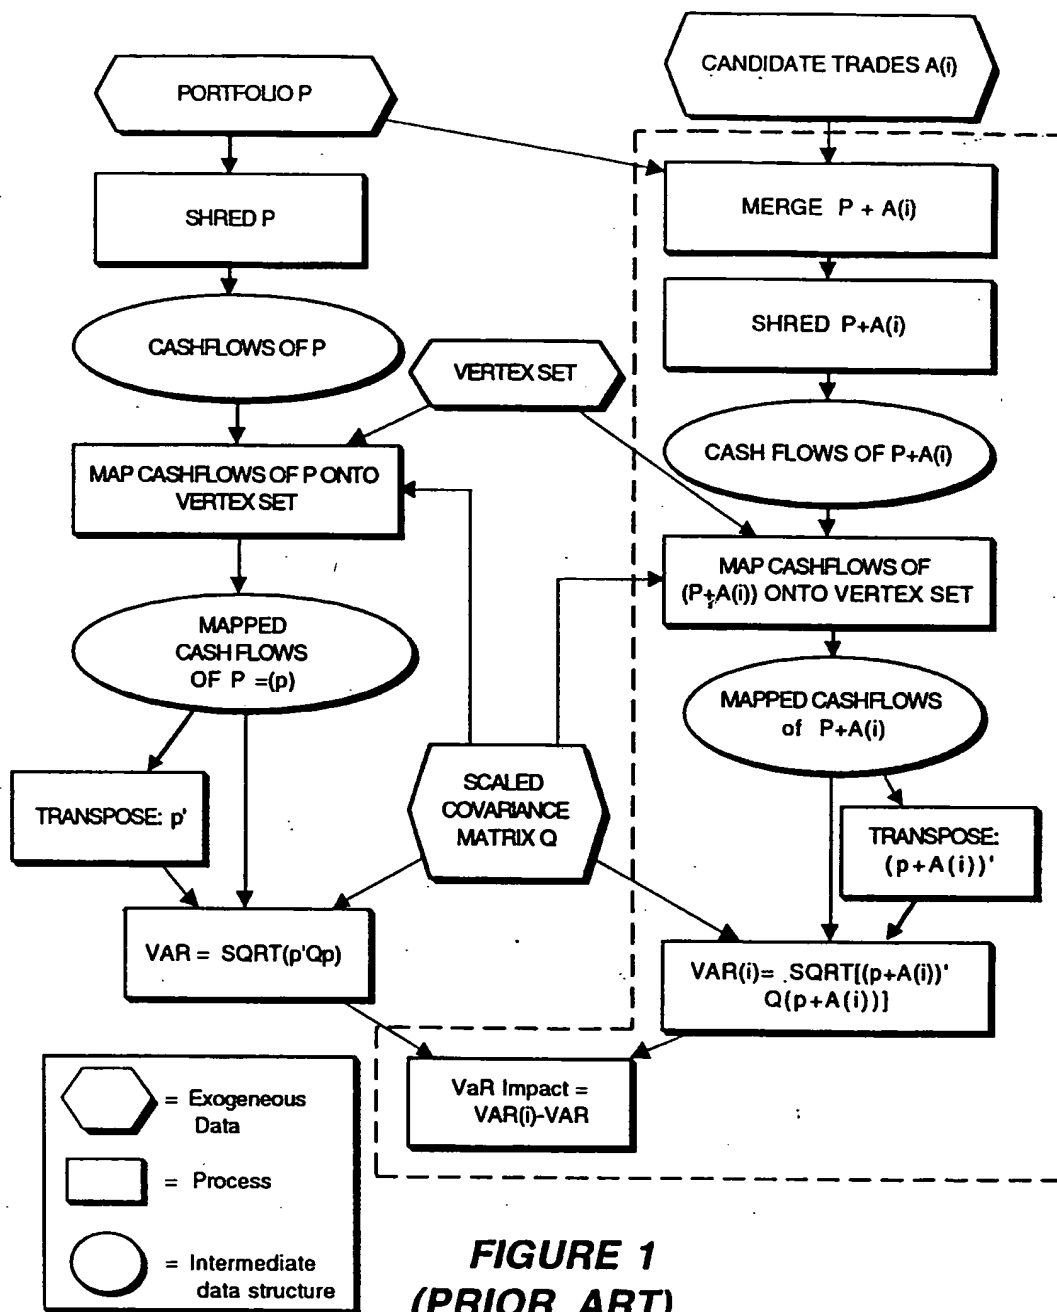 PORTFOLIO P
CANDIDATE TRADES A(i)
SHRED P
MERGE P + A(i)
CASHFLOWS OF P
SHRED P+A(i)
VERTEX SET
CASH FLOWS OF P+A(i)
MAP CASHFLOWS OF P ONTO
VERTEX SET
MAP CASHFLOWS OF
(P+A(i)) ONTO VERTEX SET
MAPPED
CASH FLOWS
OF P =(p)
MAPPED CASHFLOWS
of P+A(i)
TRANSPOSE: p'
SCALED
COVARIANCE
MATRIX Q
TRANSPOSE:
(p+A(i))'
VAR = SQRT(p'Qp)
VAR(i)= SQRT[(p+A(i))'
Q(p+A(i))]
VaR Impact =
VAR(i)-VAR
= Exogeneous
Data
= Process
= Intermediate
data structure
FIGURE 1
(PRIOR ART)